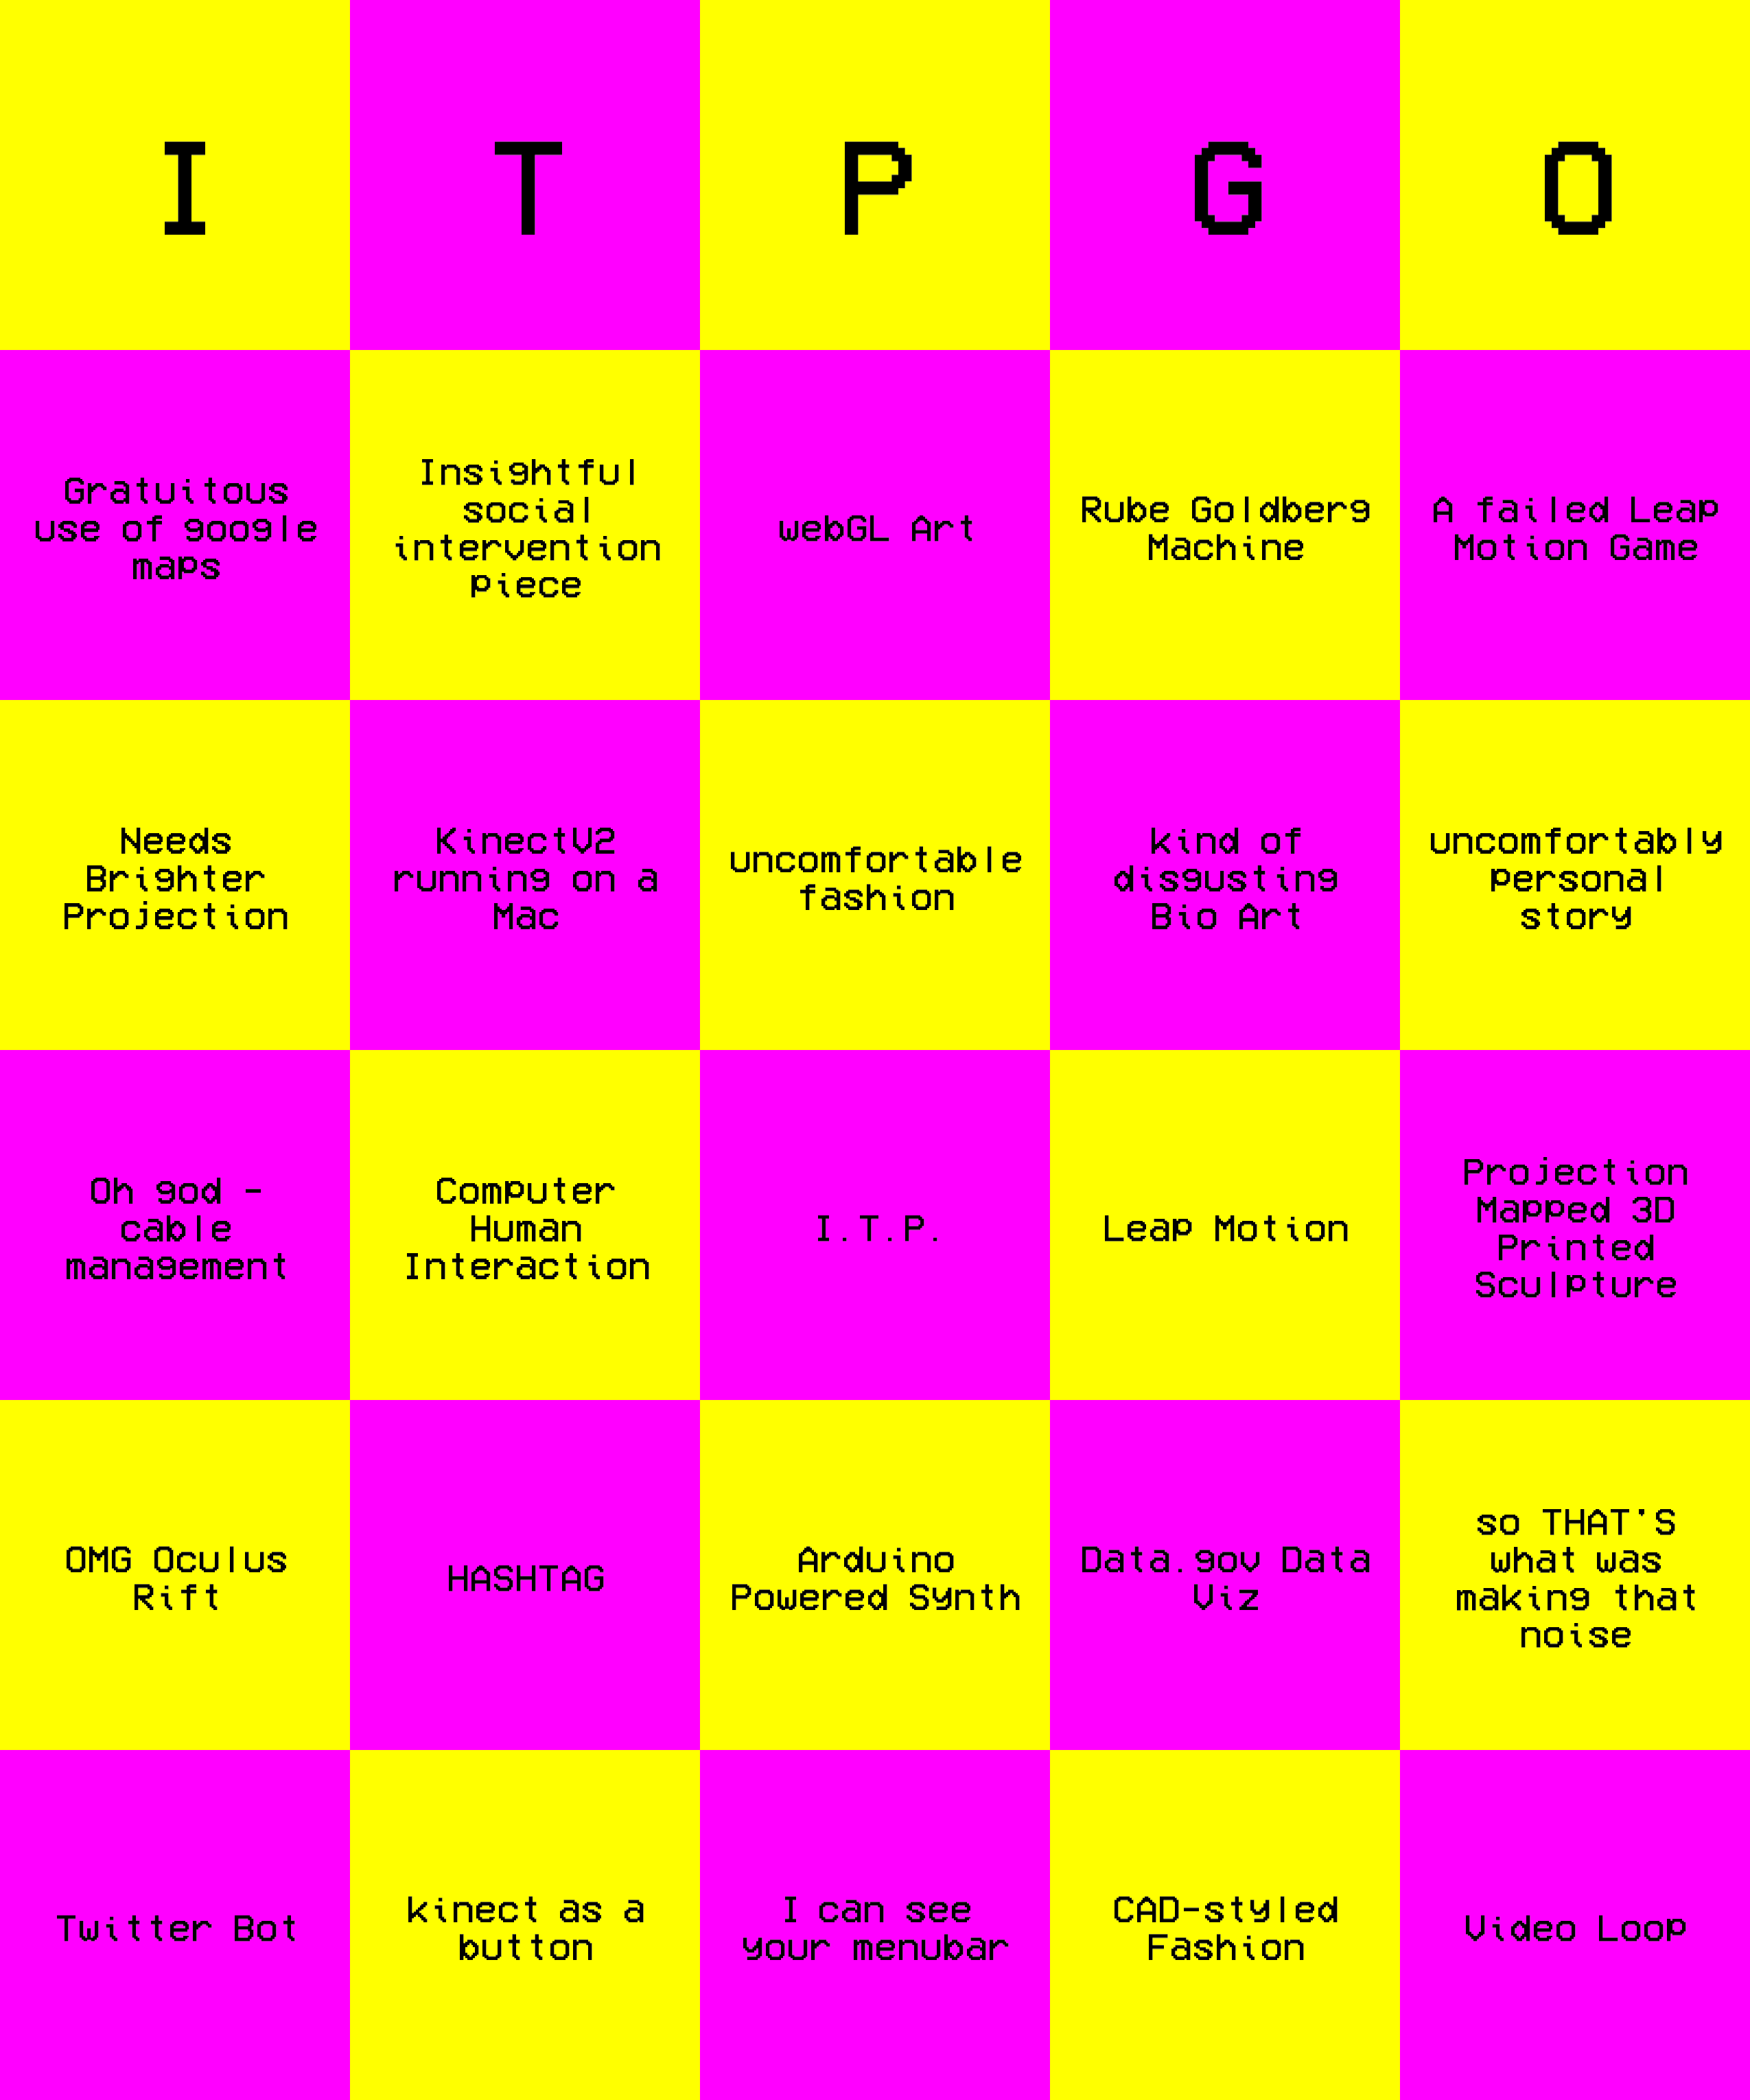 I T P G O
Gratuitous
use of google
maps
Insightful
social
intervention
piece
webGL Art
Rube Goldberg
Machine
A failed Leap
Motion Game
Needs
Brighter
Projection
KinectV2
running on a
Mac
uncomfortable
fashion
kind of
disgusting
Bio Art
uncomfortably
personal
story
Oh god -
cable
management
Computer
Human
Interaction
I.T.P.
Leap Motion
Projection
Mapped 3D
Printed
Sculpture
OMG Oculus
Rift
HASHTAG
Arduino
Powered Synth
Data.gov Data
Viz
so THAT'S
what was
making that
noise
Twitter Bot
kinect as a
button
I can see
your menubar
CAD-styled
Fashion
Video Loop